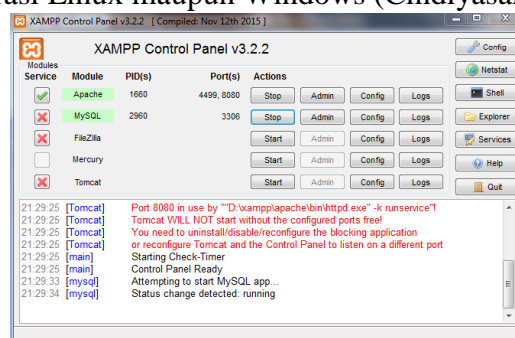 asi Linux maupun Windows (Cindryasa
XAMPP Control Panel v3.2.2 [ Compiled: Nov 12th 2015 ]
XAMPP Control Panel v3.2.2
Config
Modules
Service Module PID(s) Port(s) Actions
Netstat
Apache 1660 4499, 8080 Stop Admin Config Logs
Shell
MySQL 2960 3306 Stop Admin Config Logs
Explorer
FileZilla Start Admin Config Logs
Services
Mercury Start Admin Config Logs
Help
Tomcat Start Admin Config Logs
Quit
21:29:25 [Tomcat] Port 8080 in use by ""D:\xampp\apache\bin\httpd.exe" -k runservice"!
21:29:25 [Tomcat] Tomcat WILL NOT start without the configured ports free!
21:29:25 [Tomcat] You need to uninstall/disable/reconfigure the blocking application
21:29:25 [Tomcat] or reconfigure Tomcat and the Control Panel to listen on a different port
21:29:25 [main] Starting Check-Timer
21:29:25 [main] Control Panel Ready
21:29:33 [mysql] Attempting to start MySQL app...
21:29:34 [mysql] Status change detected: running